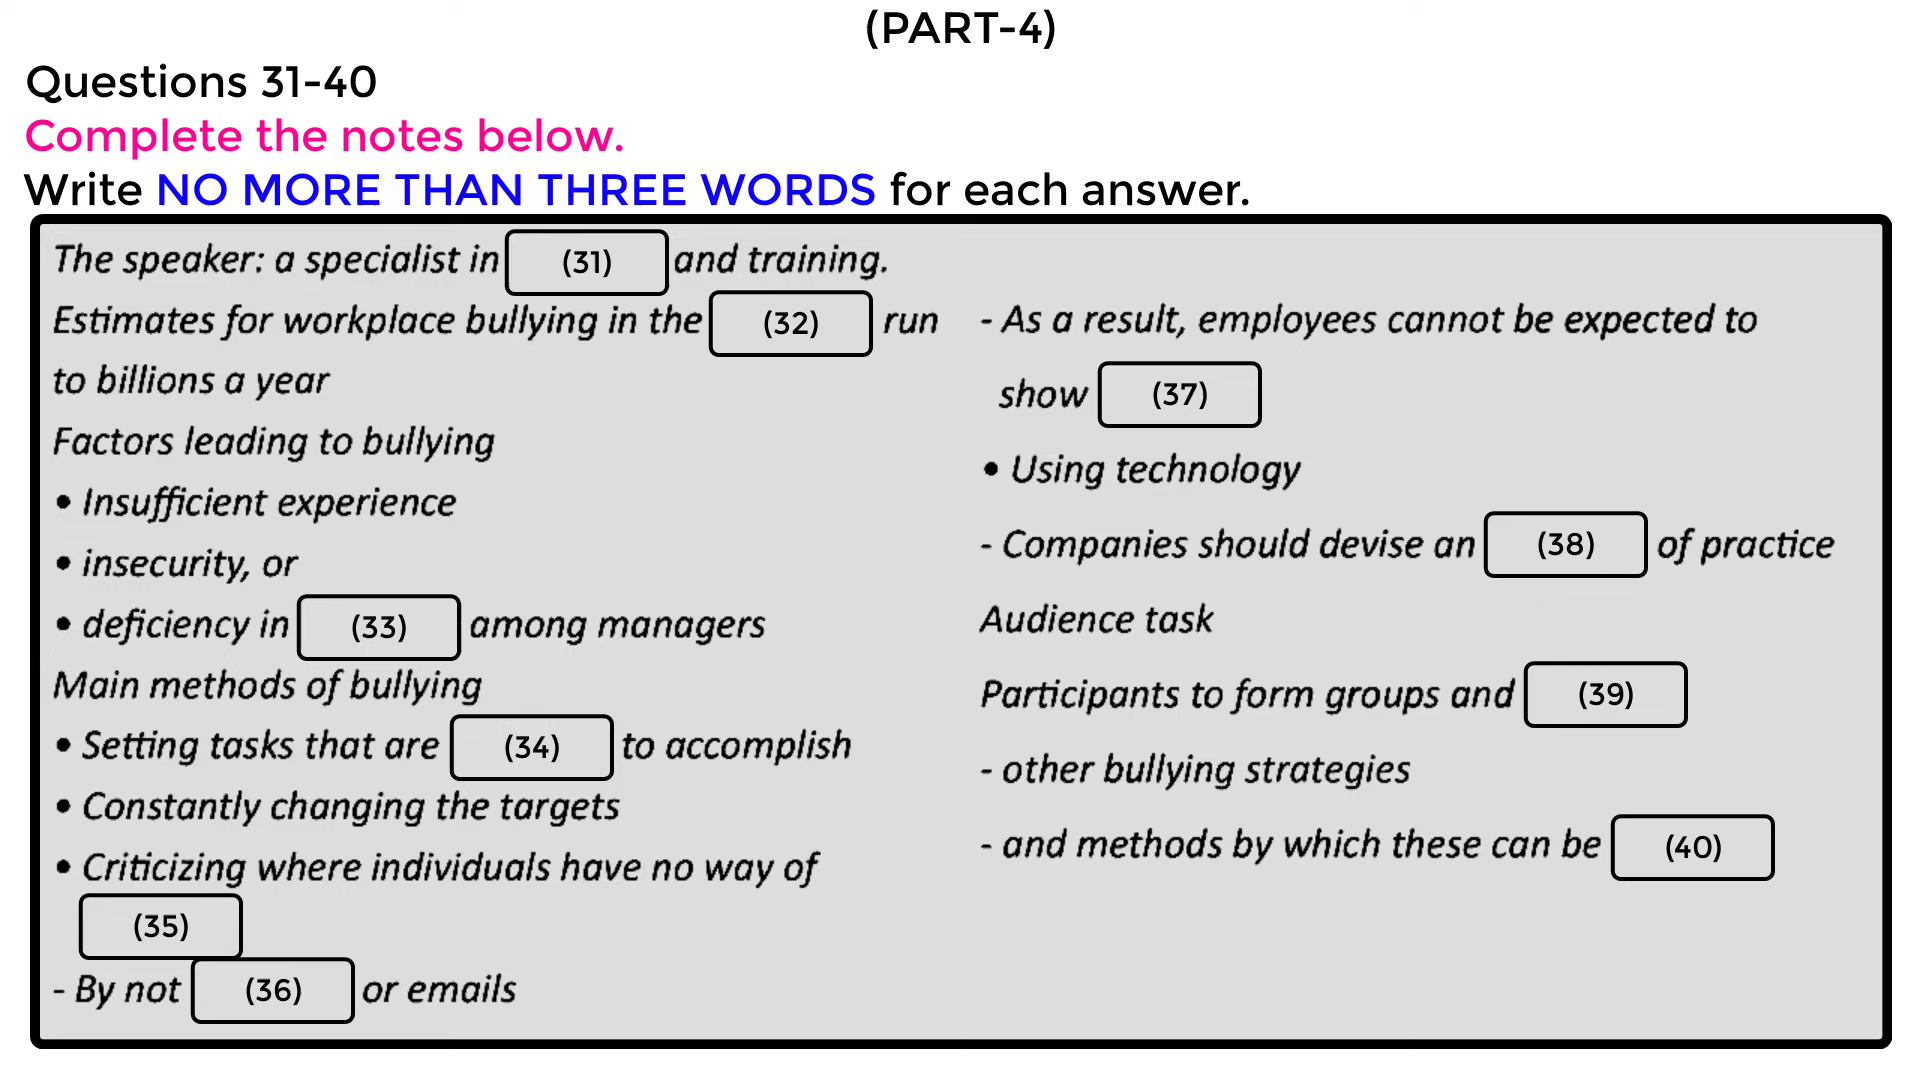 (PART-4)
Questions 31-40
Complete the notes below.
Write NO MORE THAN THREE WORDS for each answer.
The speaker: a specialist in (31) and training.
Estimates for workplace bullying in the (32) run
to billions a year
Factors leading to bullying
• Insufficient experience
• insecurity, or
• deficiency in (33) among managers
Main methods of bullying
• Setting tasks that are (34) to accomplish
• Constantly changing the targets
• Criticizing where individuals have no way of
(35)
- By not (36) or emails
- As a result, employees cannot be expected to
show (37)
• Using technology
- Companies should devise an (38) of practice
Audience task
Participants to form groups and (39)
- other bullying strategies
- and methods by which these can be (40)